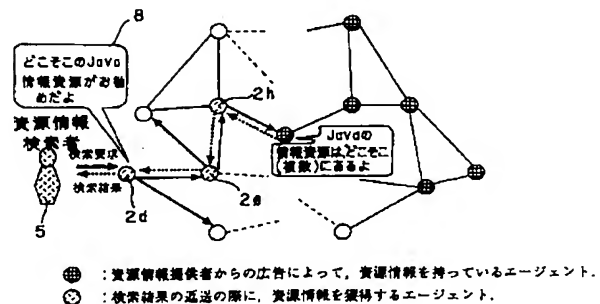 8
どこそこのJava
情報資源がお勧
めだよ
資源情報
検索者
検索要求
検索結果
2h
Javaの
情報資源は,どこそこ
(複数)にあるよ
2d
2e
5
:資源情報提供者からの広告によって,資源情報を持っているエージェント.
:検索結果の返送の際に,資源情報を獲得するエージェント.